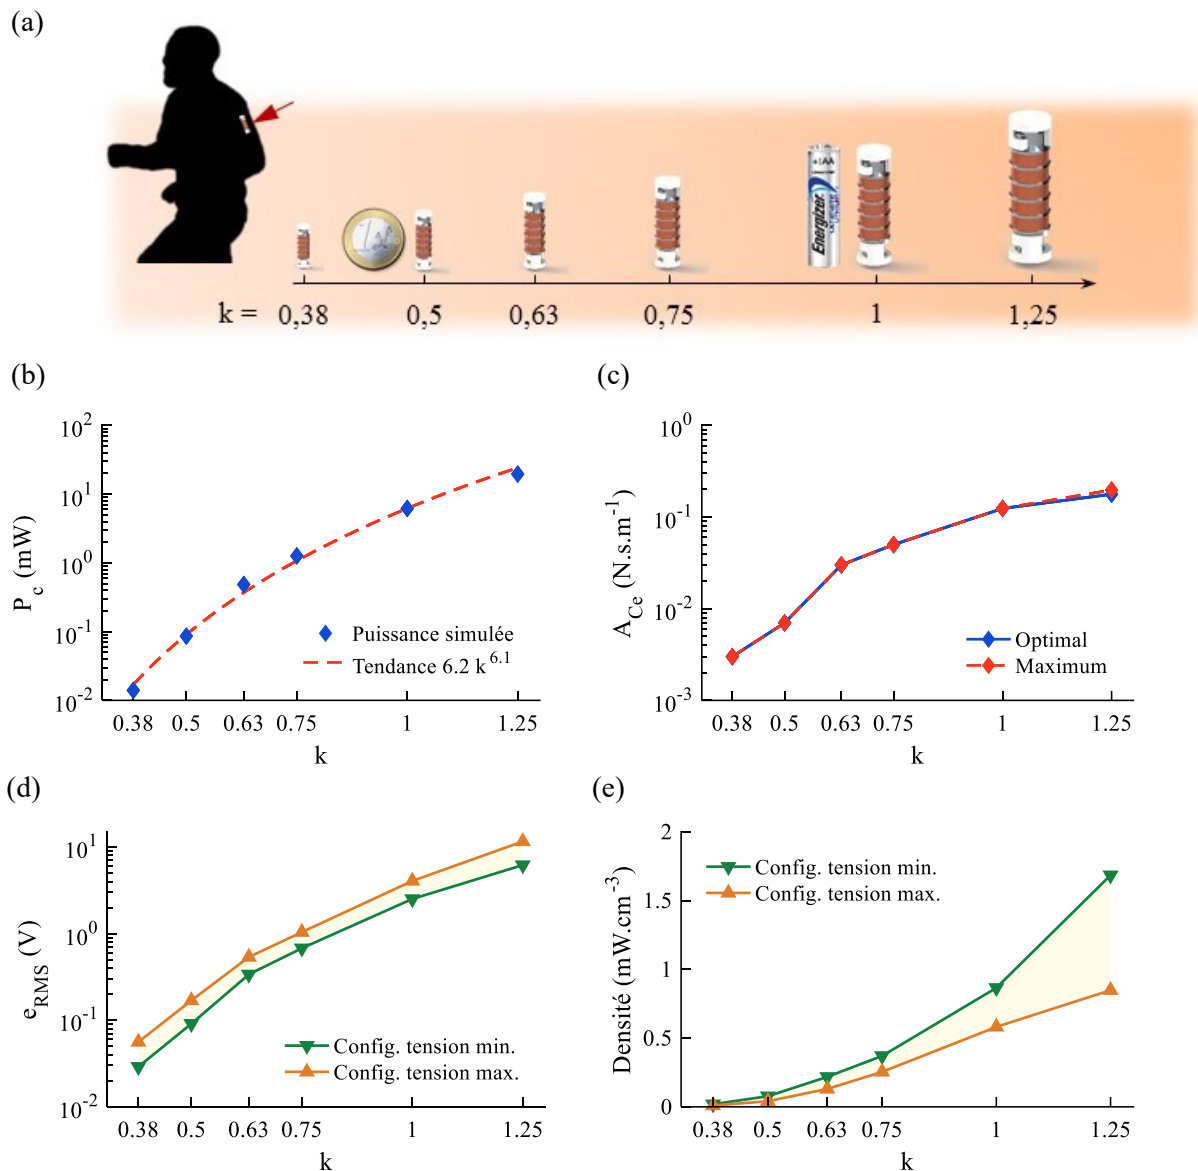 (a)
+ AA
Energizer
k = 0,38 0,5 0,63 0,75 1 1,25
(b)
10^2
10^1
10^0
10^-1
10^-2
P_c (mW)
Puissance simulée
Tendance 6.2 k^6.1
0.38 0.5 0.63 0.75 1 1.25
k
(c)
10^0
10^-1
10^-2
10^-3
A_Ce (N.s.m^-1)
Optimal
Maximum
0.38 0.5 0.63 0.75 1 1.25
k
(d)
10^1
10^0
10^-1
10^-2
e_RMS (V)
Config. tension min.
Config. tension max.
0.38 0.5 0.63 0.75 1 1.25
k
(e)
2
1.5
1
0.5
0
Densité (mW.cm^-3)
Config. tension min.
Config. tension max.
0.38 0.5 0.63 0.75 1 1.25
k